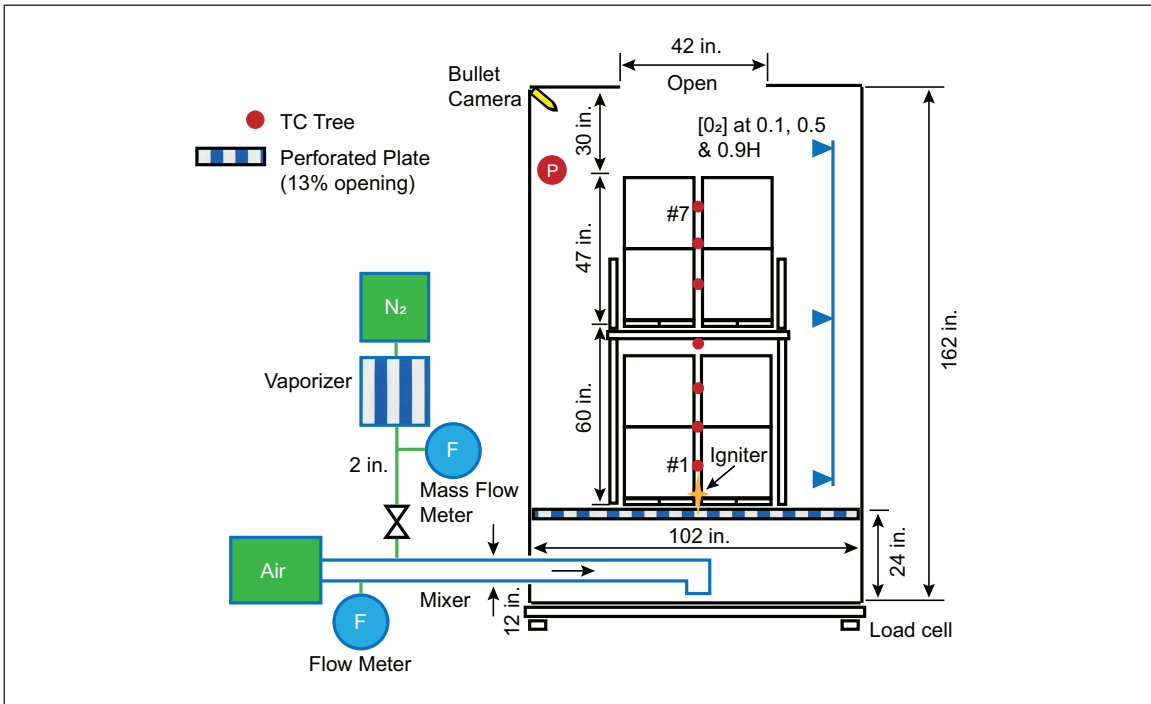 42 in.
Open
Bullet
Camera
TC Tree
Perforated Plate
(13% opening)
30 in.
[0₂] at 0.1, 0.5
& 0.9H
P
#7
47 in.
N₂
Vaporizer
162 in.
60 in.
F
2 in.
#1
Igniter
Mass Flow
Meter
102 in.
24 in.
Air
Mixer
12 in.
F
Flow Meter
Load cell